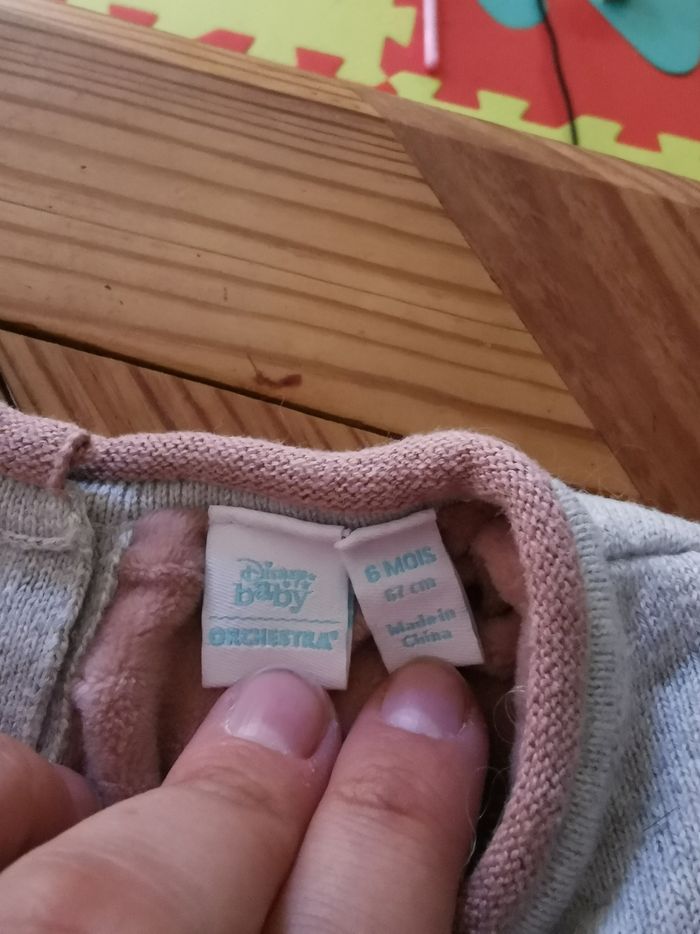 Disney
baby
ORCHESTRA
6 MOIS
67 cm
Made in
China